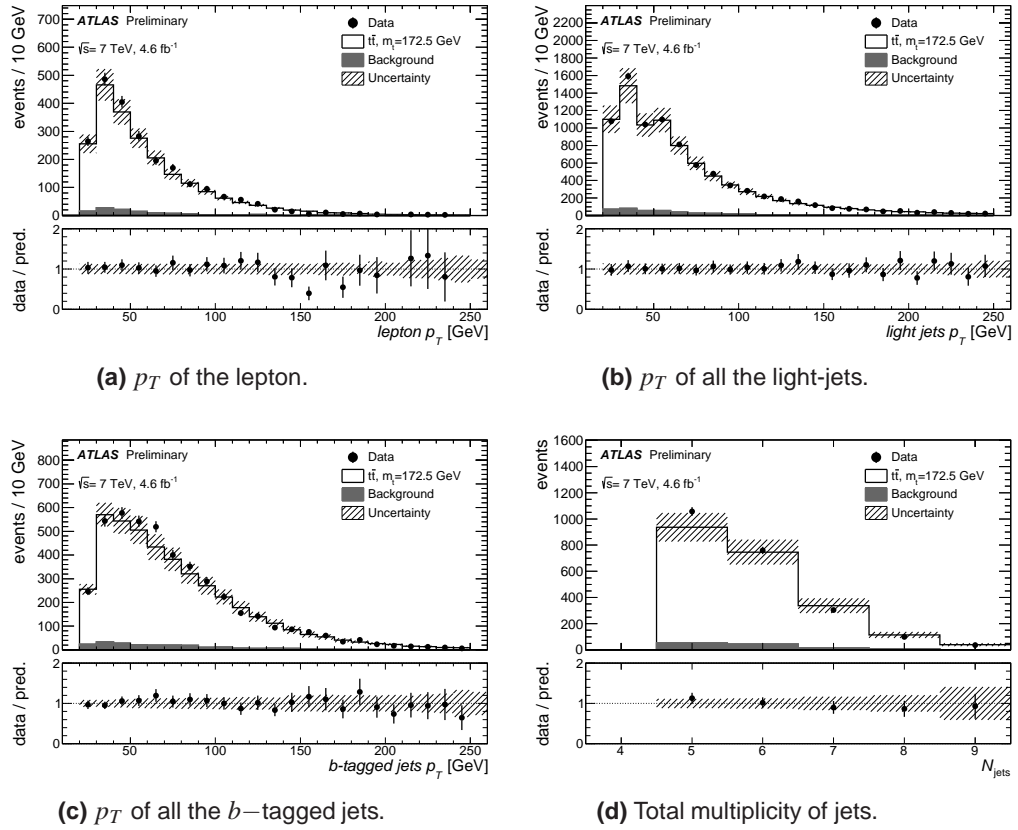 ATLAS Preliminary
√s= 7 TeV, 4.6 fb⁻¹
Data
tt̄, mₜ=172.5 GeV
Background
Uncertainty
events / 10 GeV
700
600
500
400
300
200
100
0
data / pred.
2
1
0
50 100 150 200 250
lepton p_T [GeV]
(a) p_T of the lepton.
ATLAS Preliminary
√s= 7 TeV, 4.6 fb⁻¹
Data
tt̄, mₜ=172.5 GeV
Background
Uncertainty
events / 10 GeV
2200
2000
1800
1600
1400
1200
1000
800
600
400
200
0
data / pred.
2
1
0
50 100 150 200 250
light jets p_T [GeV]
(b) p_T of all the light-jets.
ATLAS Preliminary
√s= 7 TeV, 4.6 fb⁻¹
Data
tt̄, mₜ=172.5 GeV
Background
Uncertainty
events / 10 GeV
800
700
600
500
400
300
200
100
0
data / pred.
2
1
0
50 100 150 200 250
b-tagged jets p_T [GeV]
(c) p_T of all the b−tagged jets.
ATLAS Preliminary
√s= 7 TeV, 4.6 fb⁻¹
Data
tt̄, mₜ=172.5 GeV
Background
Uncertainty
events
1600
1400
1200
1000
800
600
400
200
0
data / pred.
2
1
0
4 5 6 7 8 9
N_jets
(d) Total multiplicity of jets.